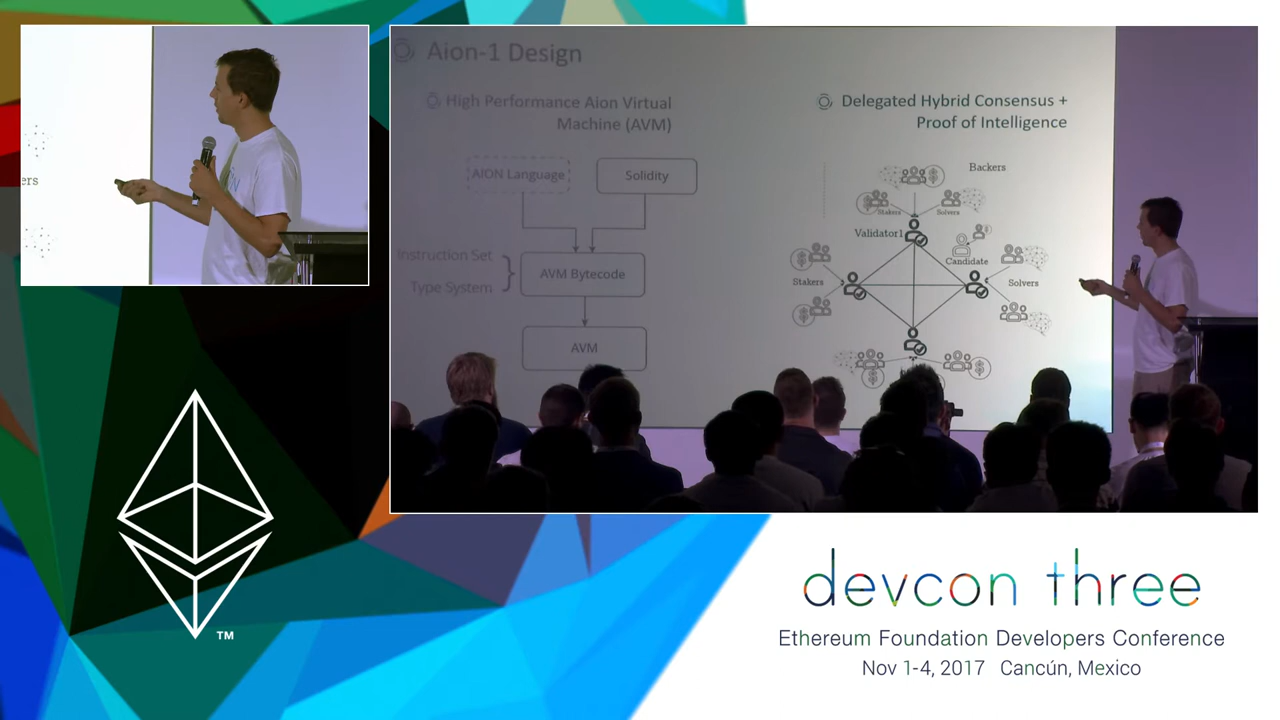 ers
Aion-1 Design
High Performance Aion Virtual
Machine (AVM)
AION Language
Solidity
Instruction Set
Type System
AVM Bytecode
AVM
Delegated Hybrid Consensus +
Proof of Intelligence
Backers
Stakers
Solvers
Validator1
Candidate
Stakers
Solvers
TM
devcon three
Ethereum Foundation Developers Conference
Nov 1-4, 2017 Cancún, Mexico